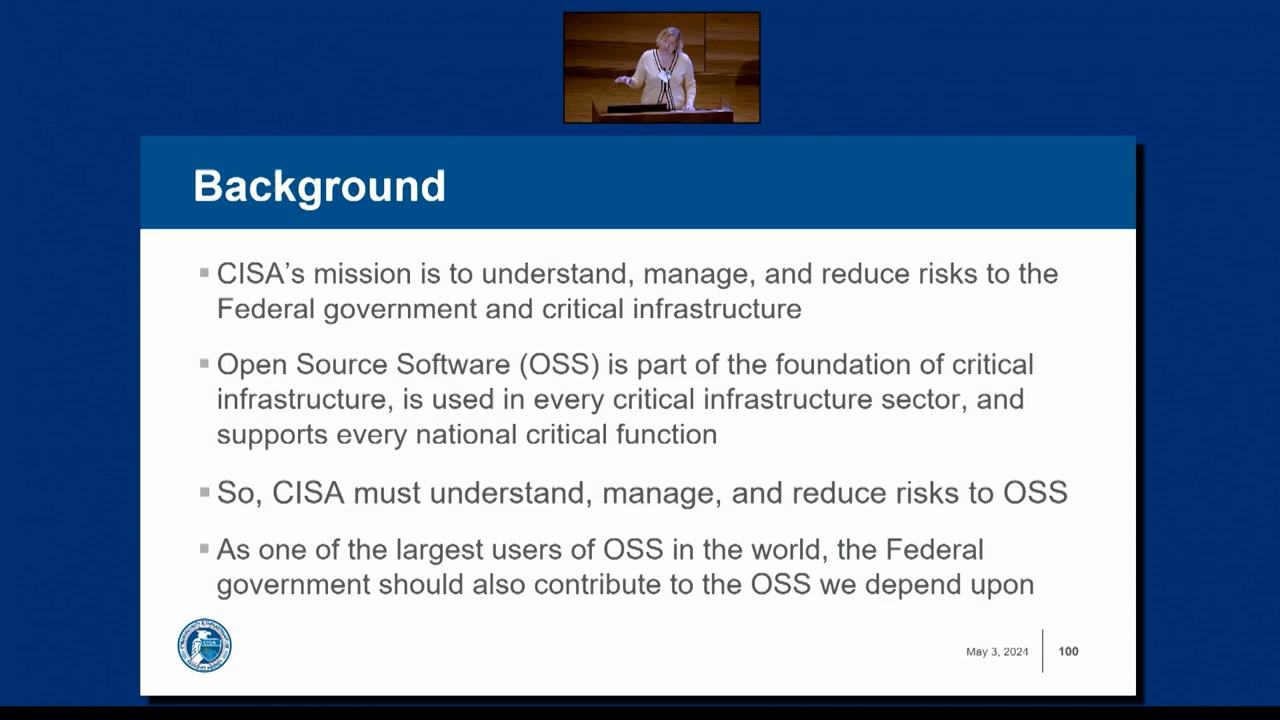 Background
CISA’s mission is to understand, manage, and reduce risks to the
Federal government and critical infrastructure
Open Source Software (OSS) is part of the foundation of critical
infrastructure, is used in every critical infrastructure sector, and
supports every national critical function
So, CISA must understand, manage, and reduce risks to OSS
As one of the largest users of OSS in the world, the Federal
government should also contribute to the OSS we depend upon
CISA
May 3, 2024
100